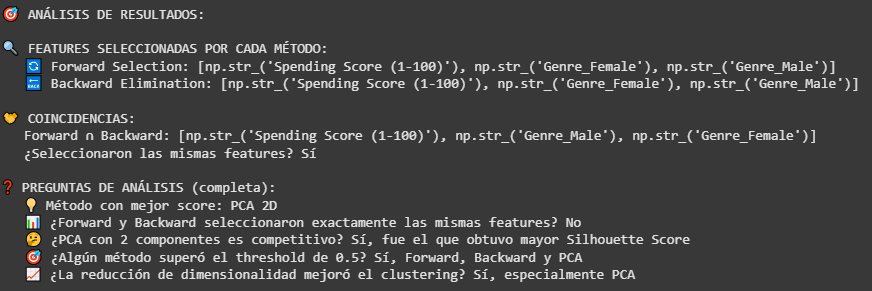 🎯 ANÁLISIS DE RESULTADOS:
🔍 FEATURES SELECCIONADAS POR CADA MÉTODO:
🔄 Forward Selection: [np.str_('Spending Score (1-100)'), np.str_('Genre_Female'), np.str_('Genre_Male')]
🔙 Backward Elimination: [np.str_('Spending Score (1-100)'), np.str_('Genre_Female'), np.str_('Genre_Male')]
🤝 COINCIDENCIAS:
Forward ∩ Backward: [np.str_('Spending Score (1-100)'), np.str_('Genre_Male'), np.str_('Genre_Female')]
¿Seleccionaron las mismas features? Sí
❓ PREGUNTAS DE ANÁLISIS (completa):
💡 Método con mejor score: PCA 2D
📊 ¿Forward y Backward seleccionaron exactamente las mismas features? No
🤔 ¿PCA con 2 componentes es competitivo? Sí, fue el que obtuvo mayor Silhouette Score
🎯 ¿Algún método superó el threshold de 0.5? Sí, Forward, Backward y PCA
📈 ¿La reducción de dimensionalidad mejoró el clustering? Sí, especialmente PCA